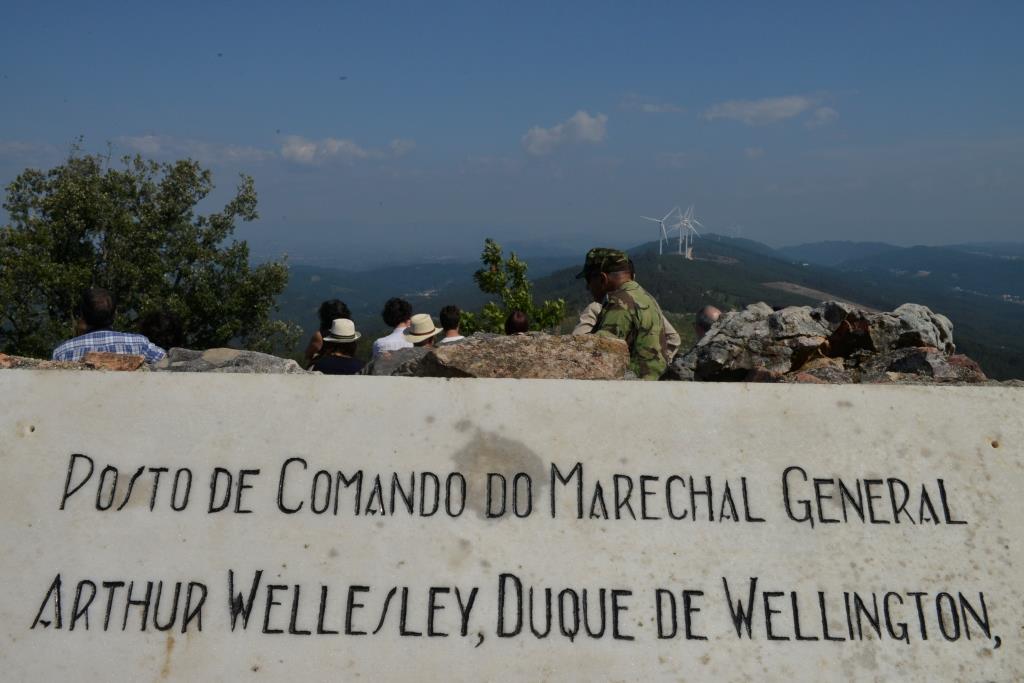 Posto de Comando do Marechal General
Arthur Wellesley, Duque de Wellington,